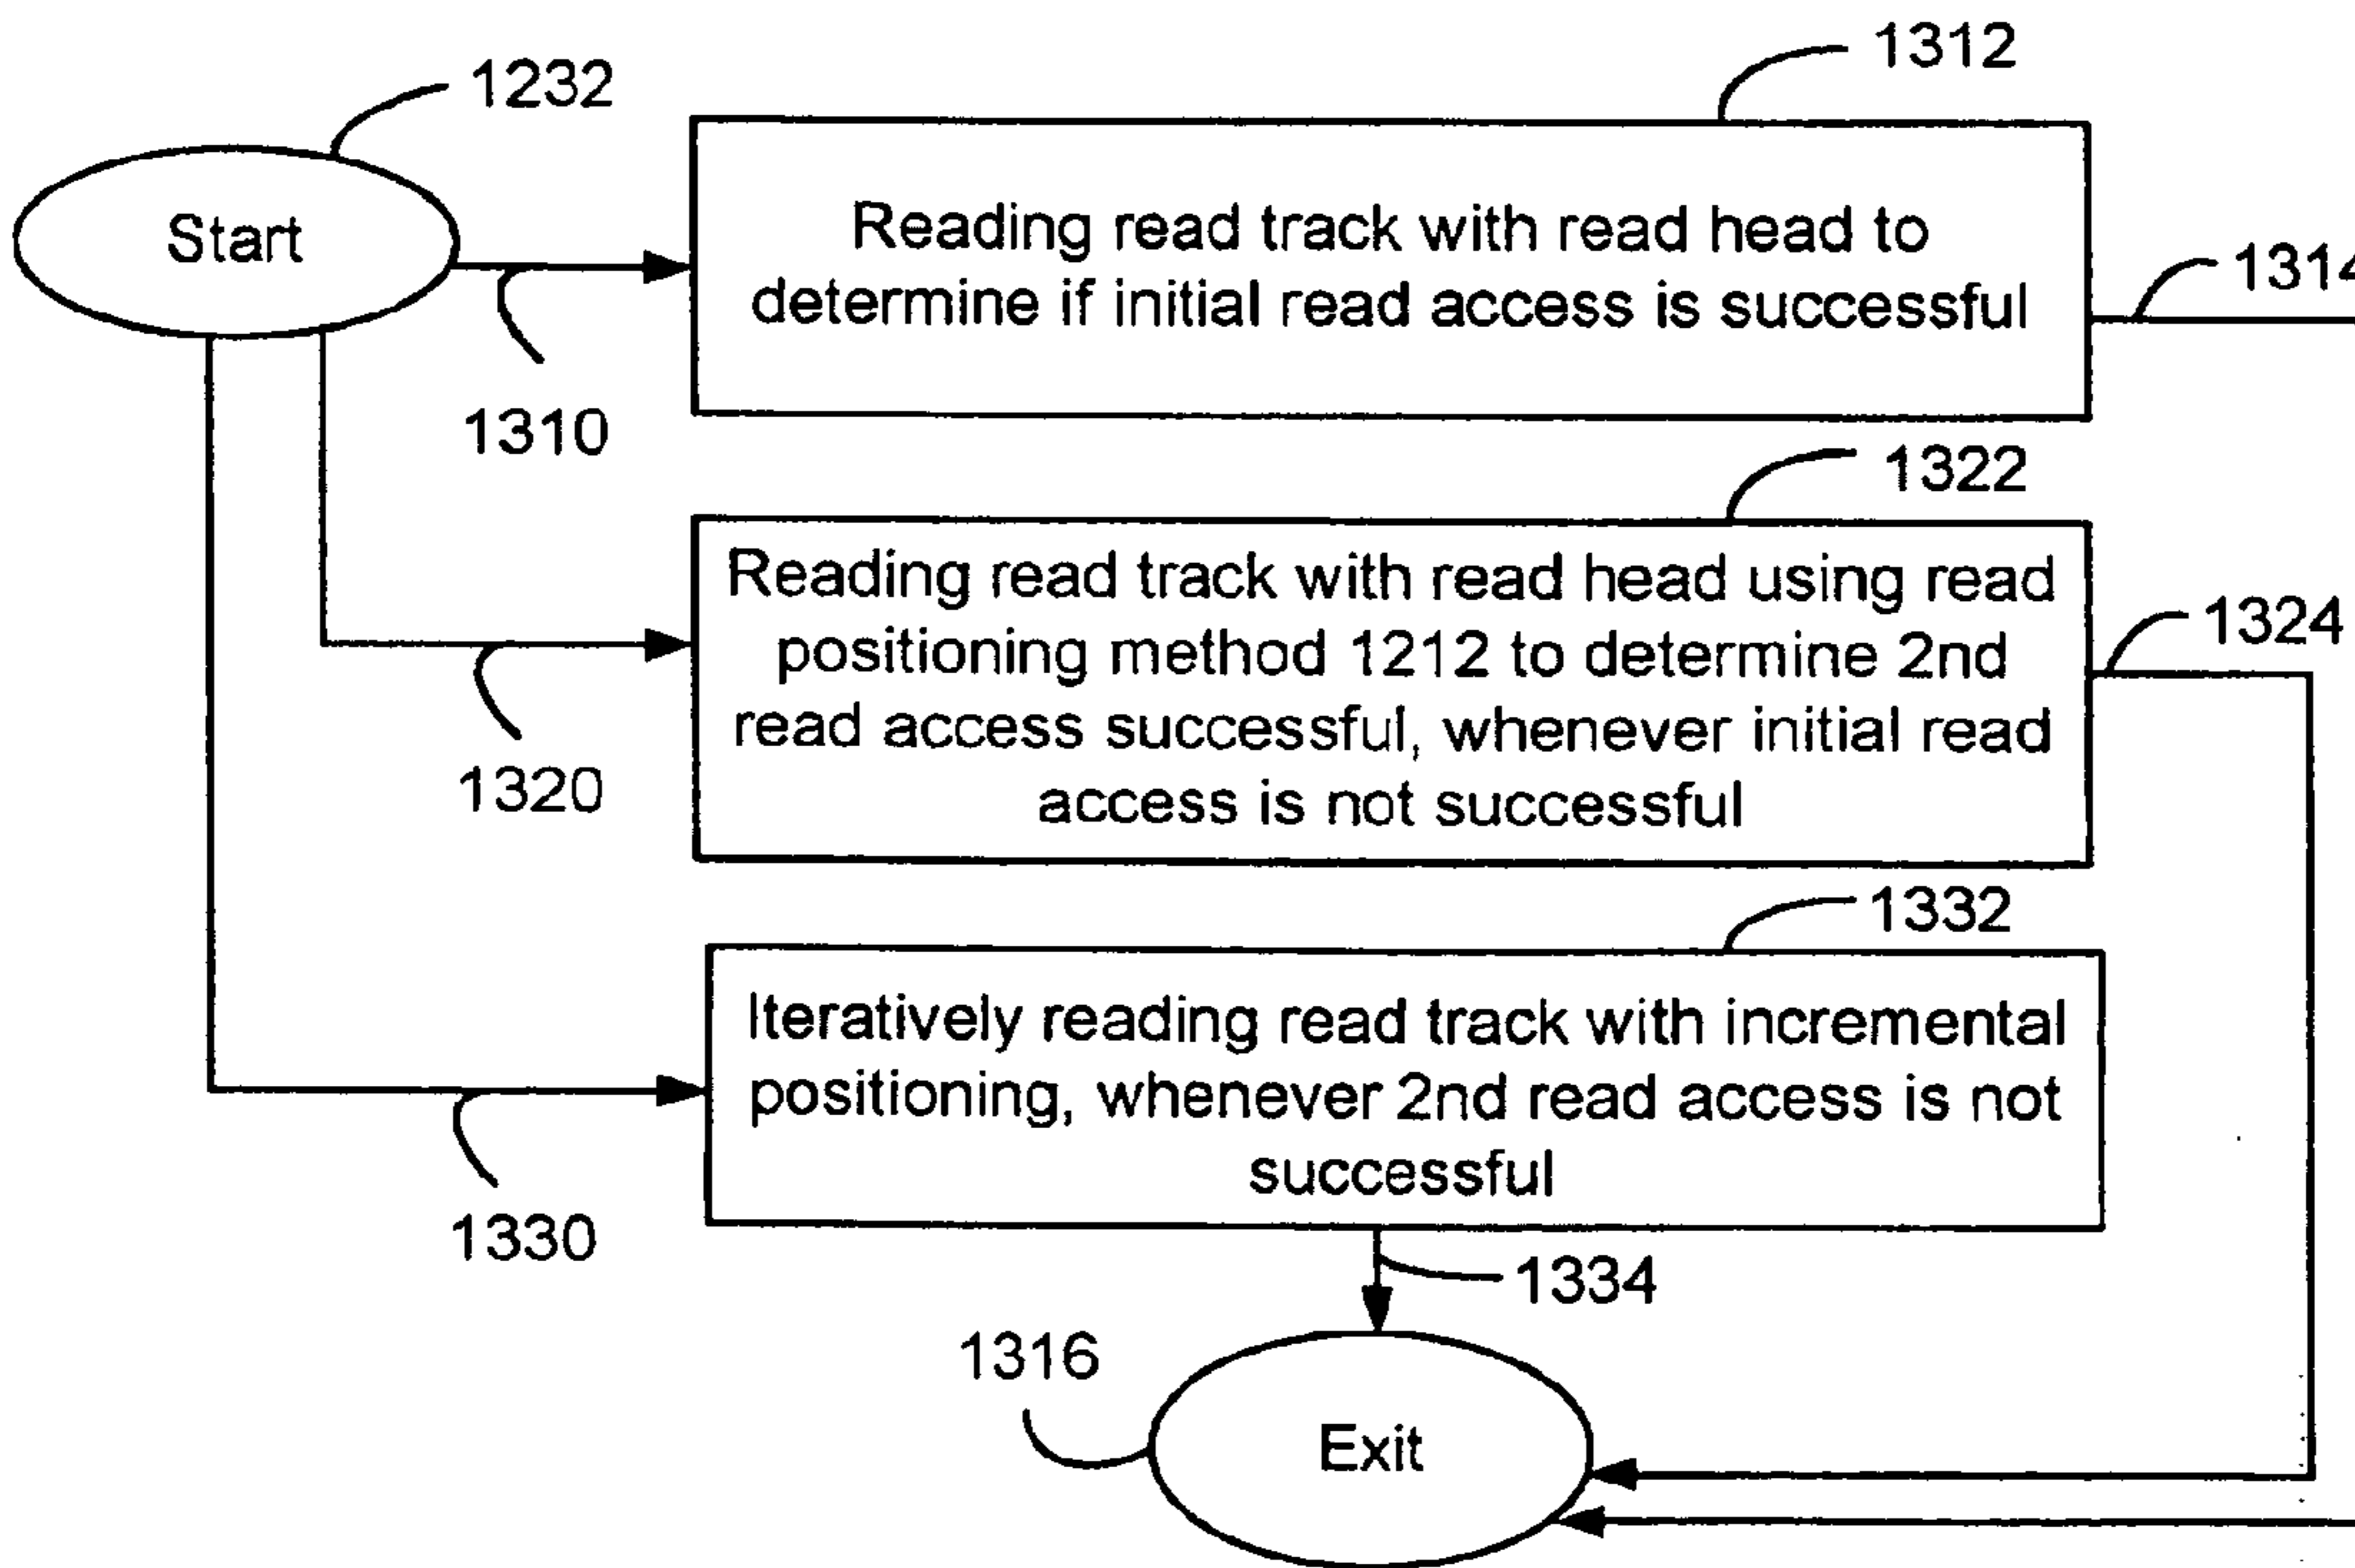 1312
1232
Start
Reading read track with read head to
determine if initial read access is successful
1314
1310
1322
Reading read track with read head using read
positioning method 1212 to determine 2nd
read access successful, whenever initial read
access is not successful
1324
1320
1332
Iteratively reading read track with incremental
positioning, whenever 2nd read access is not
successful
1330
1334
1316
Exit